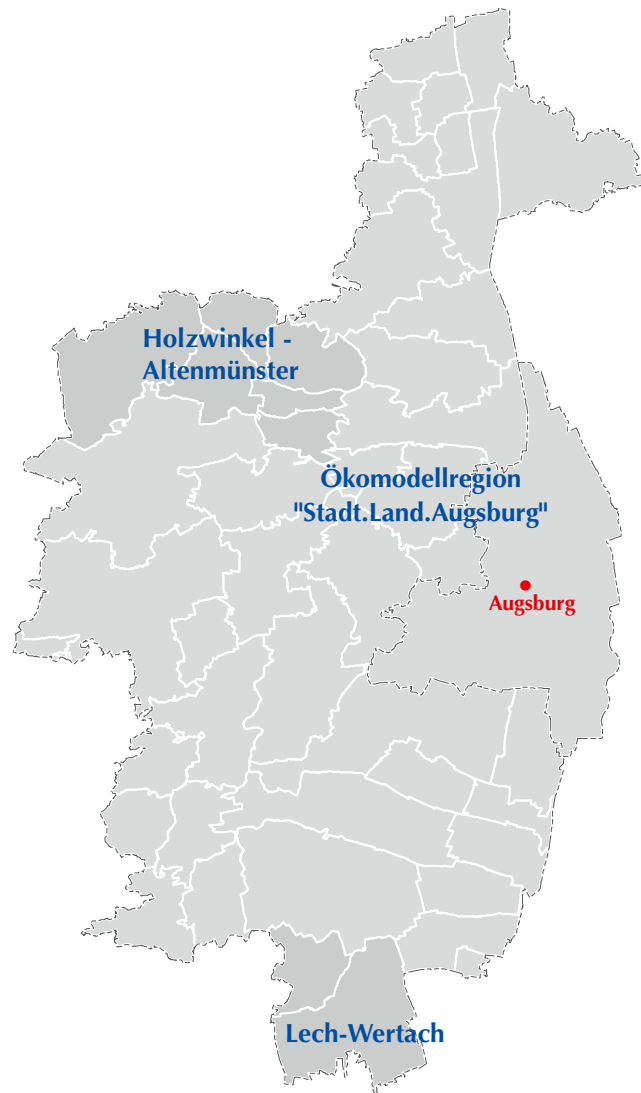 Holzwinkel -
Altenmünster
Ökomodellregion
"Stadt.Land.Augsburg"
Augsburg
Lech-Wertach